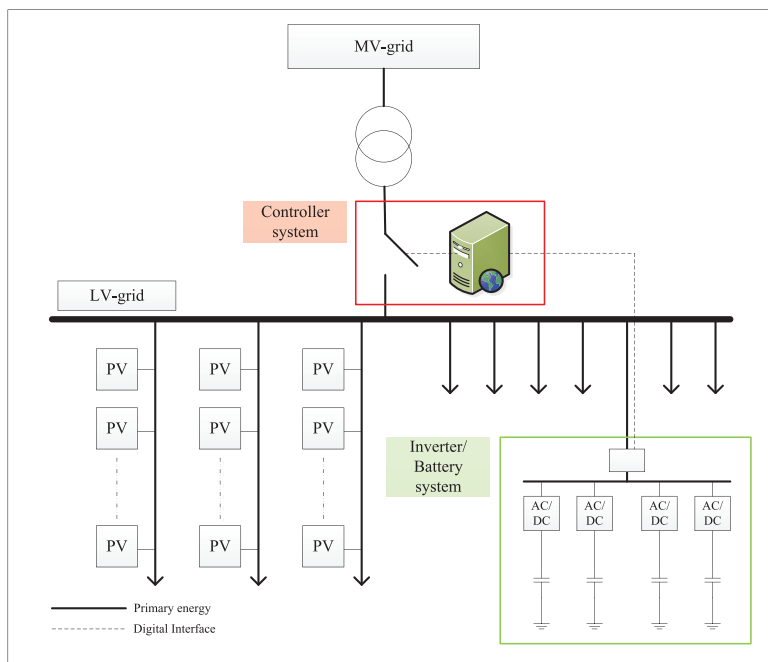 MV-grid
Controller
system
LV-grid
PV PV PV
PV PV PV
Inverter/
Battery
system
AC/ AC/ AC/ AC/
DC DC DC DC
PV PV PV
Primary energy
Digital Interface